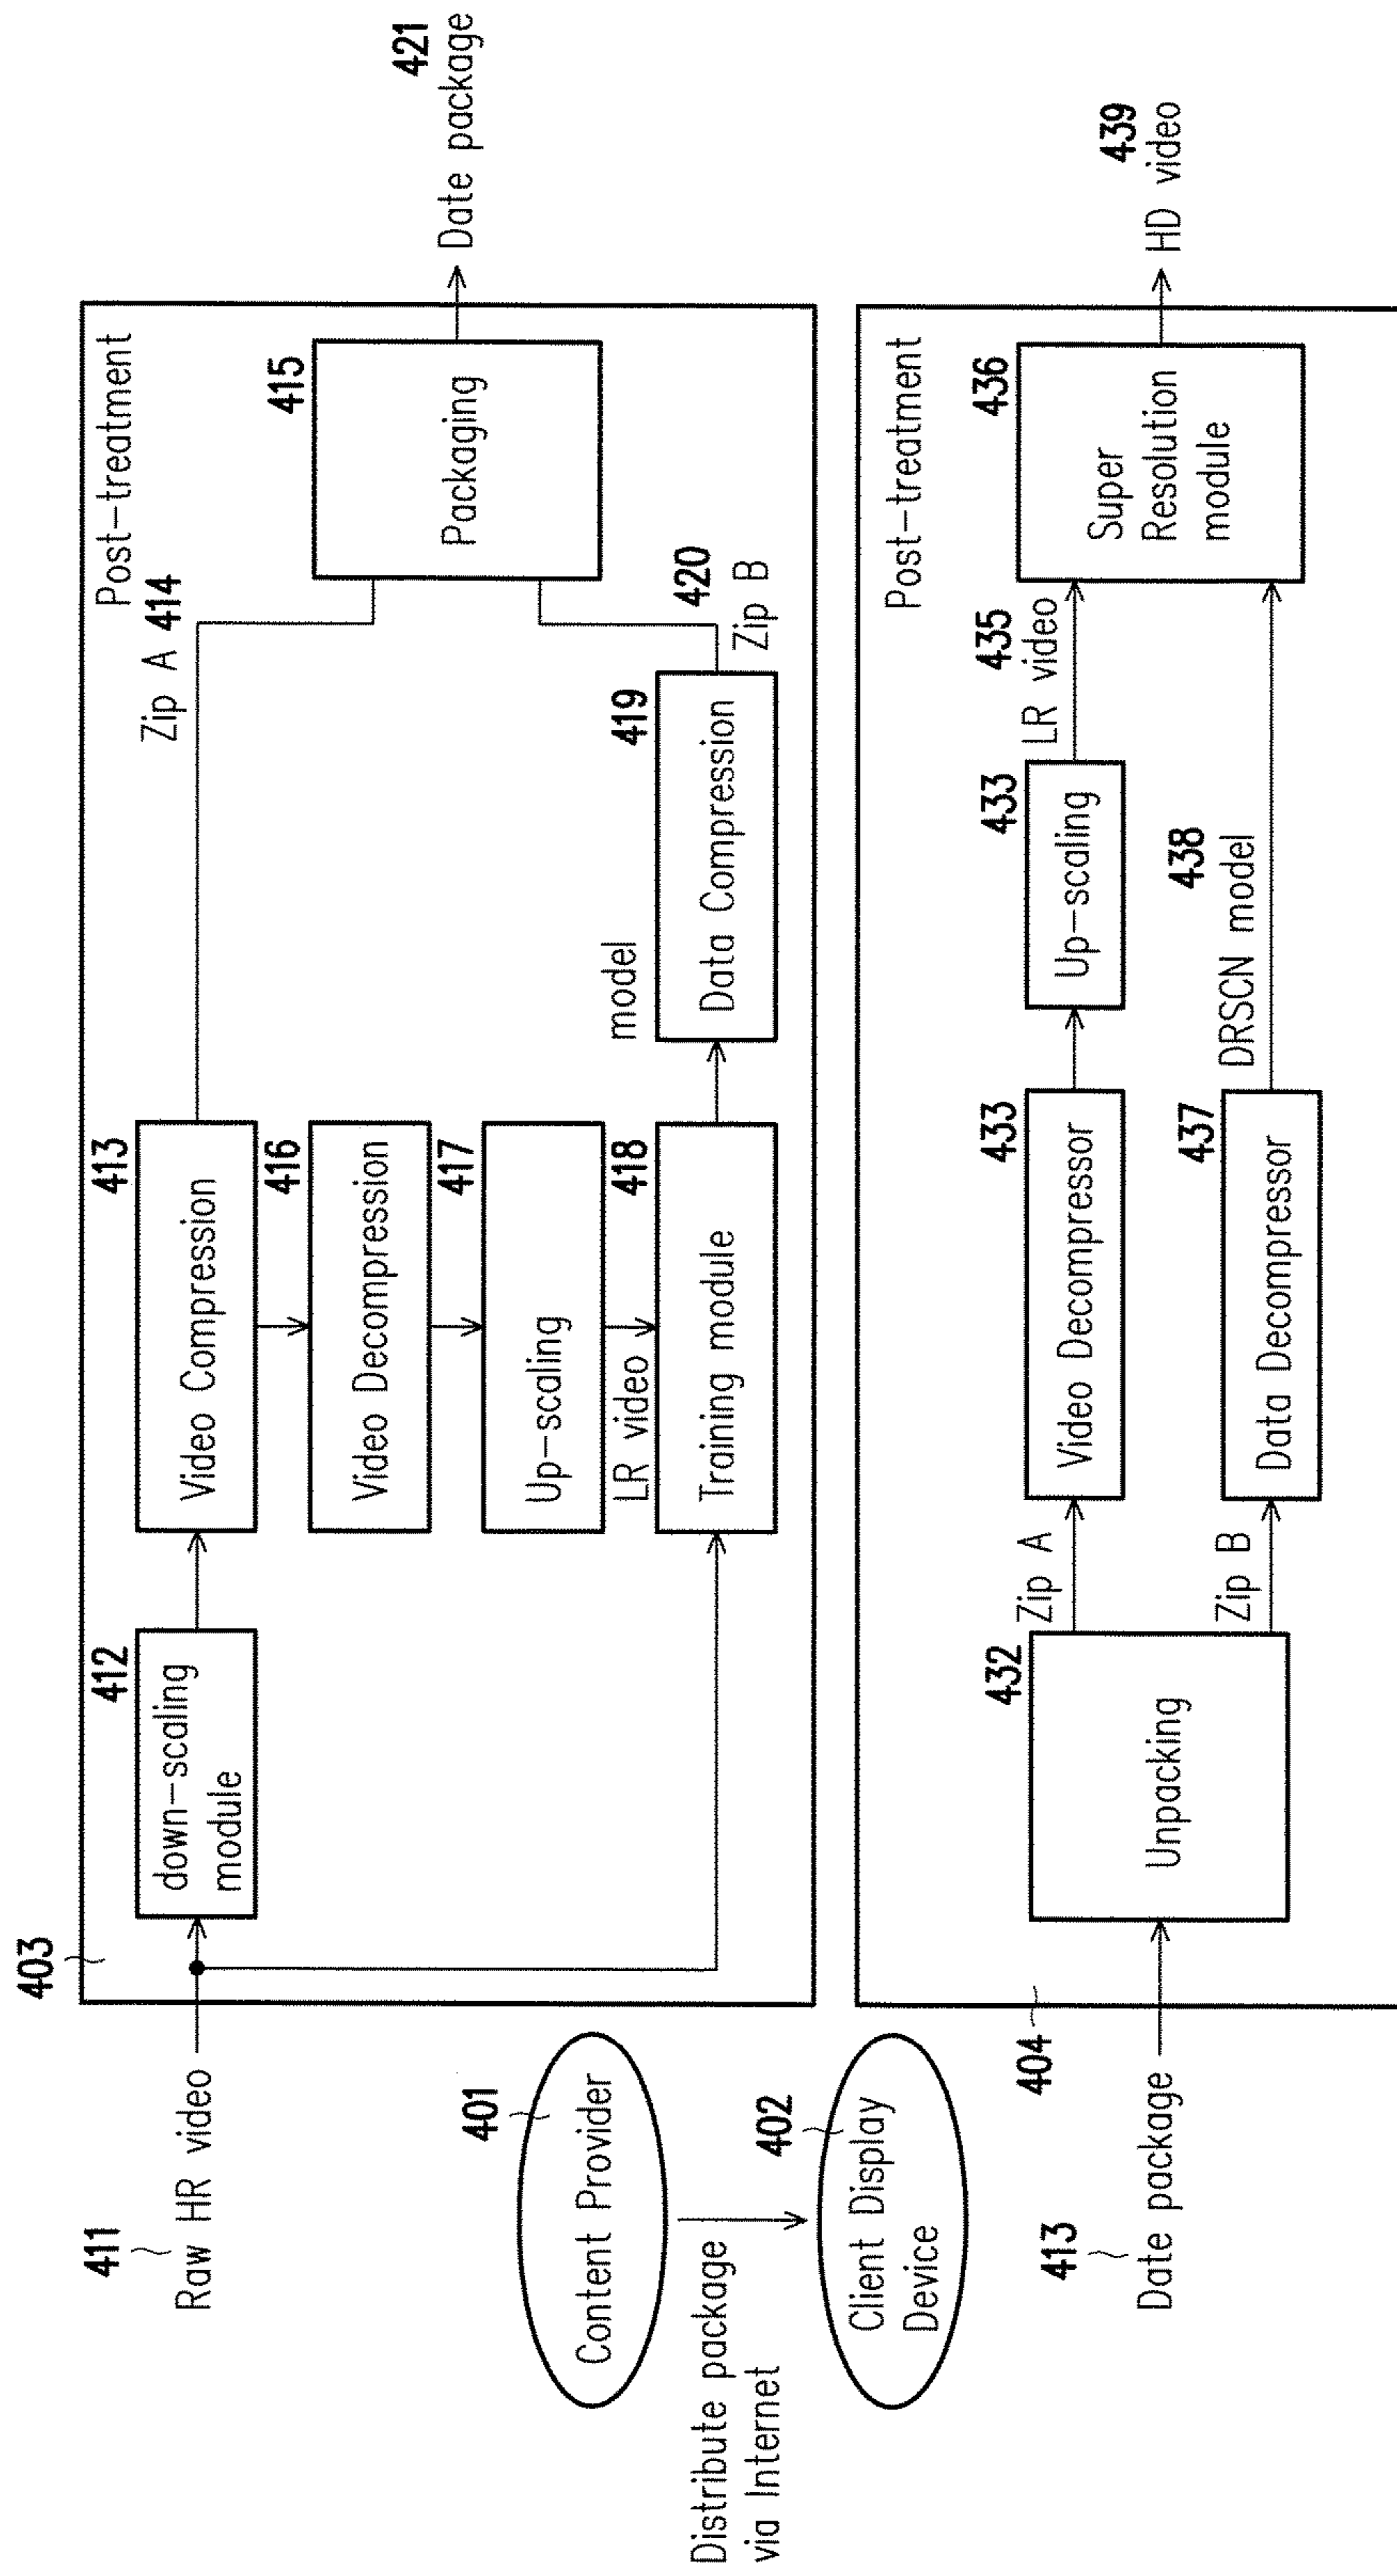 411
Raw HR video
403
412
down-scaling
module
413
Video Compression
416
Video Decompression
417
Up-scaling
LR video
418
Training module
model
419
Data Compression
420
Zip B
Zip A 414
Post-treatment
415
Packaging
421
Date package
401
Content Provider
Distribute package
via Internet
402
Client Display
Device
413
Date package
404
432
Unpacking
Zip A
Zip B
433
Video Decompressor
437
Data Decompressor
433
Up-scaling
435
LR video
438
DRSCN model
Post-treatment
436
Super
Resolution
module
439
HD video